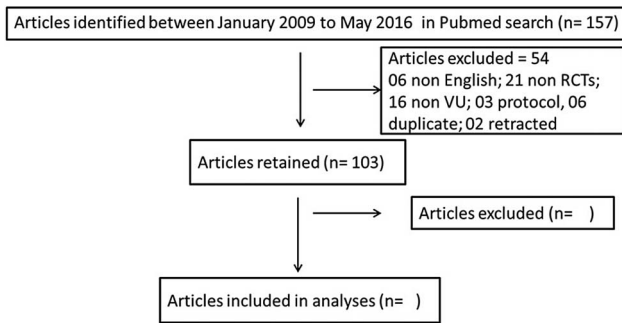 Articles identified between January 2009 to May 2016 in Pubmed search (n= 157)
Articles excluded = 54
06 non English; 21 non RCTs;
16 non VU; 03 protocol, 06
duplicate; 02 retracted
Articles retained (n= 103)
Articles excluded (n= )
Articles included in analyses (n= )